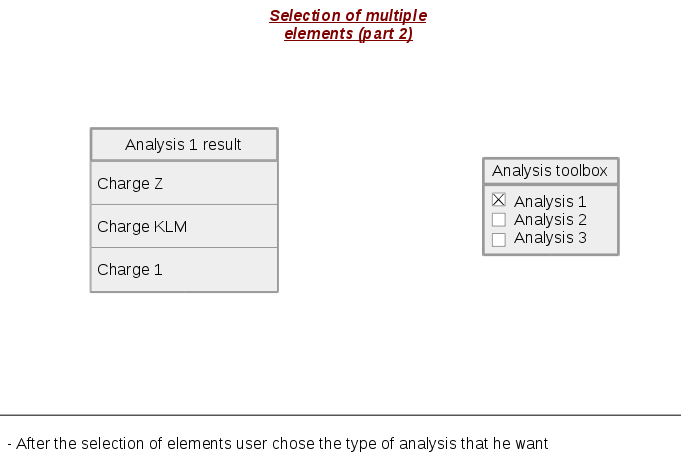 Selection of multiple
elements (part 2)
Analysis 1 result
Charge Z
Charge KLM
Charge 1
Analysis toolbox
Analysis 1
Analysis 2
Analysis 3
- After the selection of elements user chose the type of analysis that he want